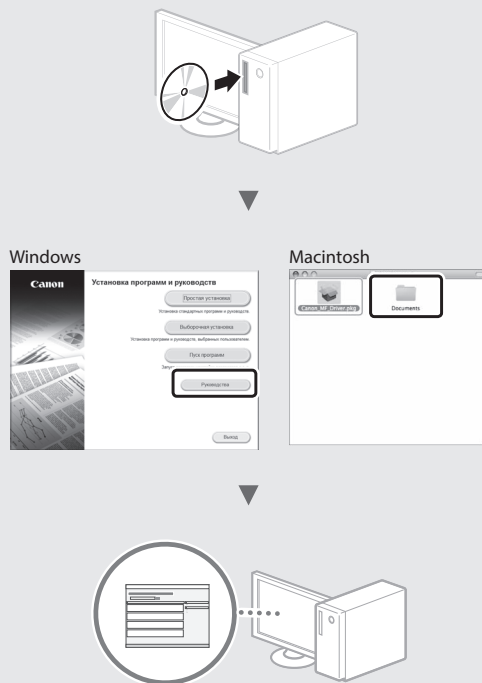 Windows
Macintosh
Canon
Установка программ и руководств
Простая установка
Установка стандартных программ и руководств.
Выборочная установка
Установка программ и руководств, выбранных пользователем.
Пуск программ
Запус
Руководства
Выход
Canon_MF_Driver.pkg
Documents